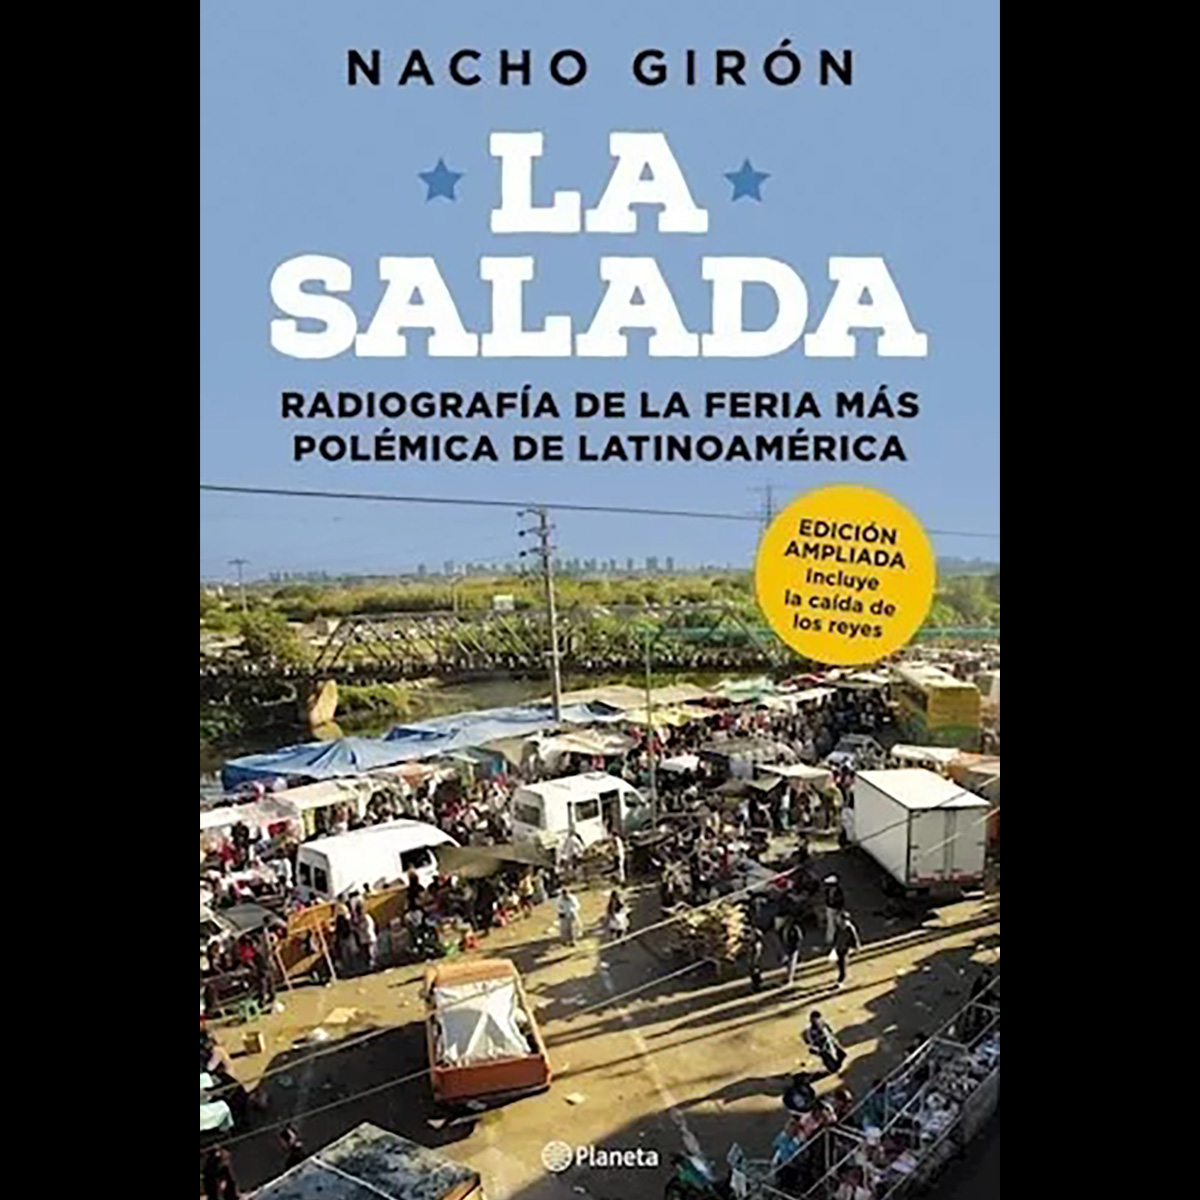 NACHO GIRÓN
LA
SALADA
RADIOGRAFÍA DE LA FERIA MÁS
POLÉMICA DE LATINOAMÉRICA
EDICIÓN
AMPLIADA
incluye
la caída de
los reyes
Planeta